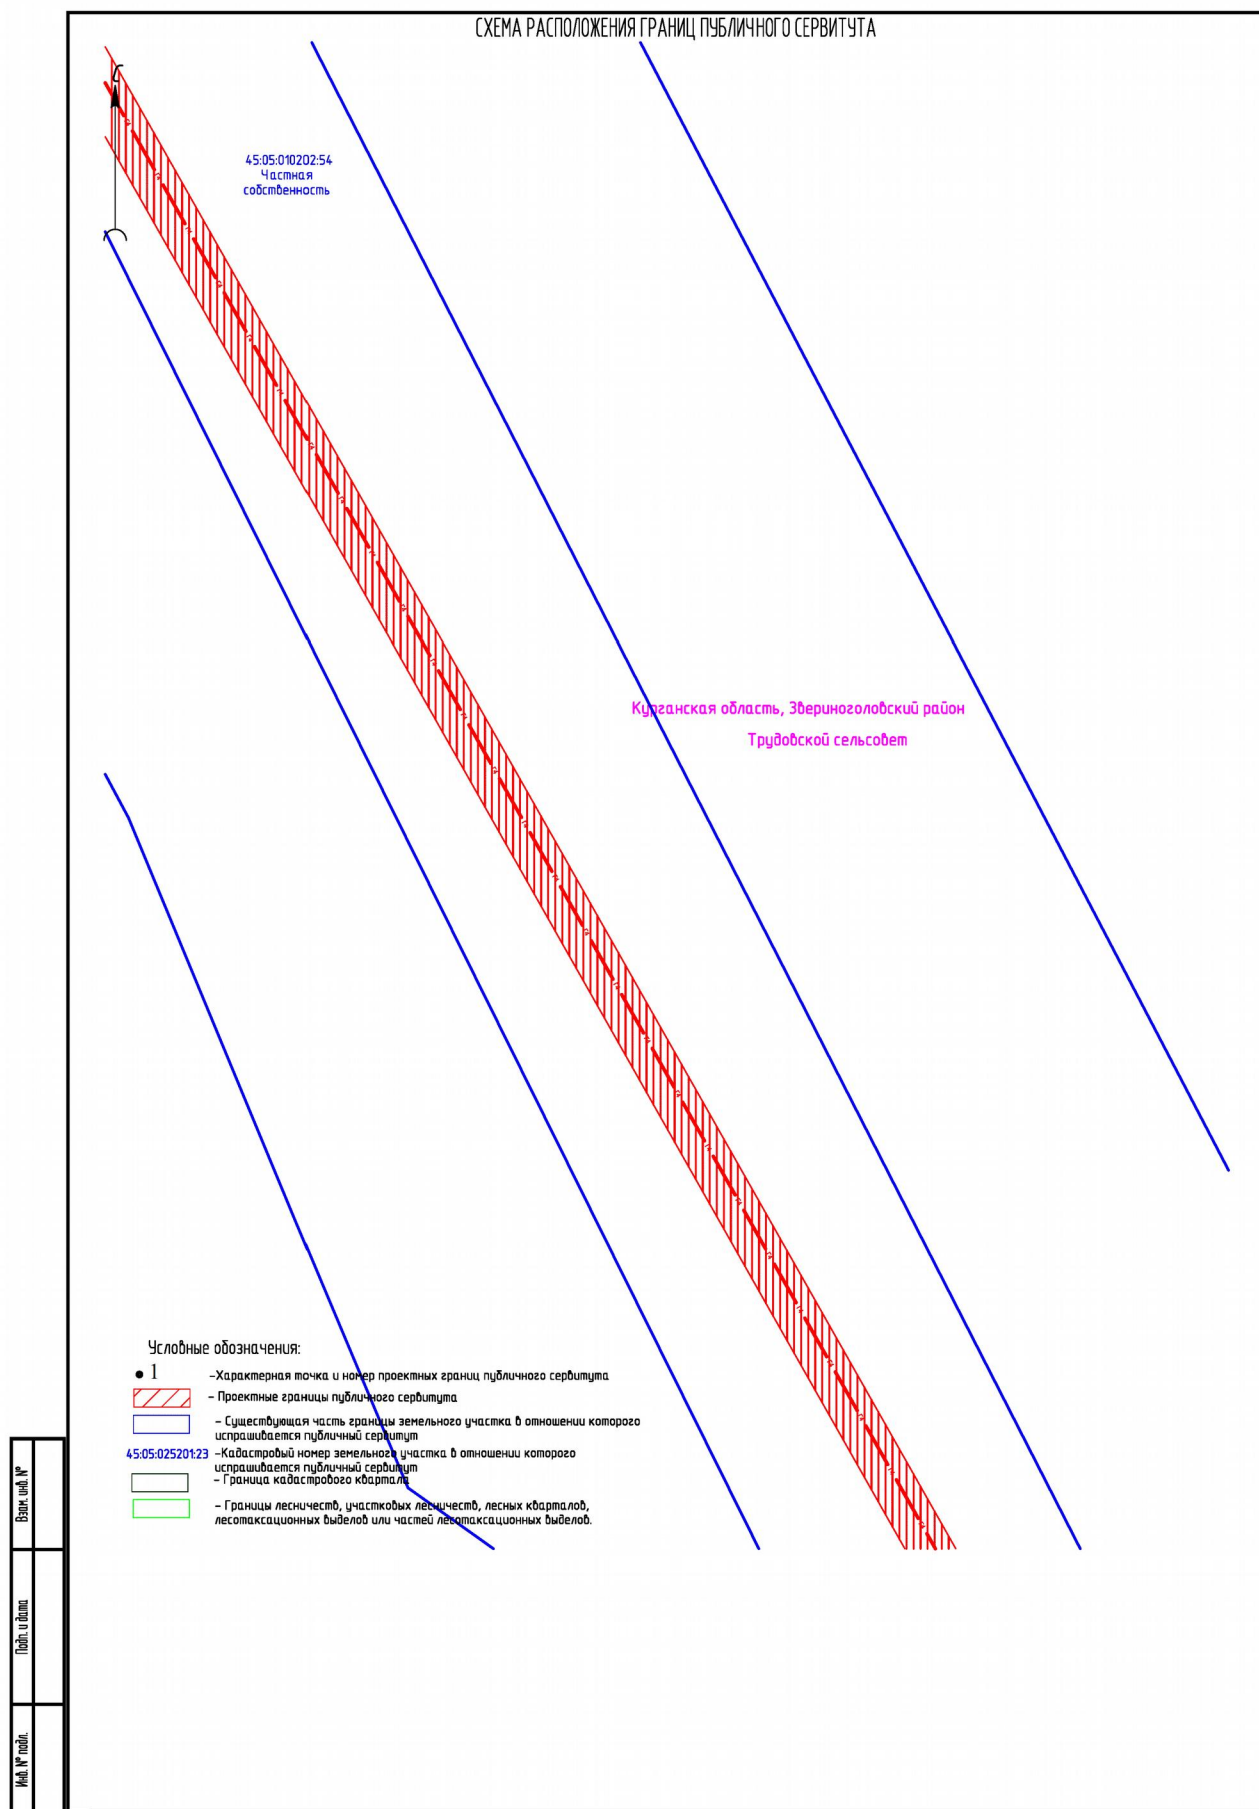 СХЕМА РАСПОЛОЖЕНИЯ ГРАНИЦ ПУБЛИЧНОГО СЕРВИТУТА
45:05:010202:54
Частная
собственность
Курганская область, Звериноголовский район
Трудовской сельсовет
Условные обозначения:
1 –Характерная точка и номер проектных границ публичного сервитута
– Проектные границы публичного сервитута
– Существующая часть границы земельного участка в отношении которого
испрашивается публичный сервитут
45:05:025201:23 –Кадастровый номер земельного участка в отношении которого
испрашивается публичный сервитут
– Граница кадастрового квартала
– Границы лесничеств, участковых лесничеств, лесных кварталов,
лесотаксационных выделов или частей лесотаксационных выделов.
Взам. инв. №
Подп. и дата
Инв. № подл.